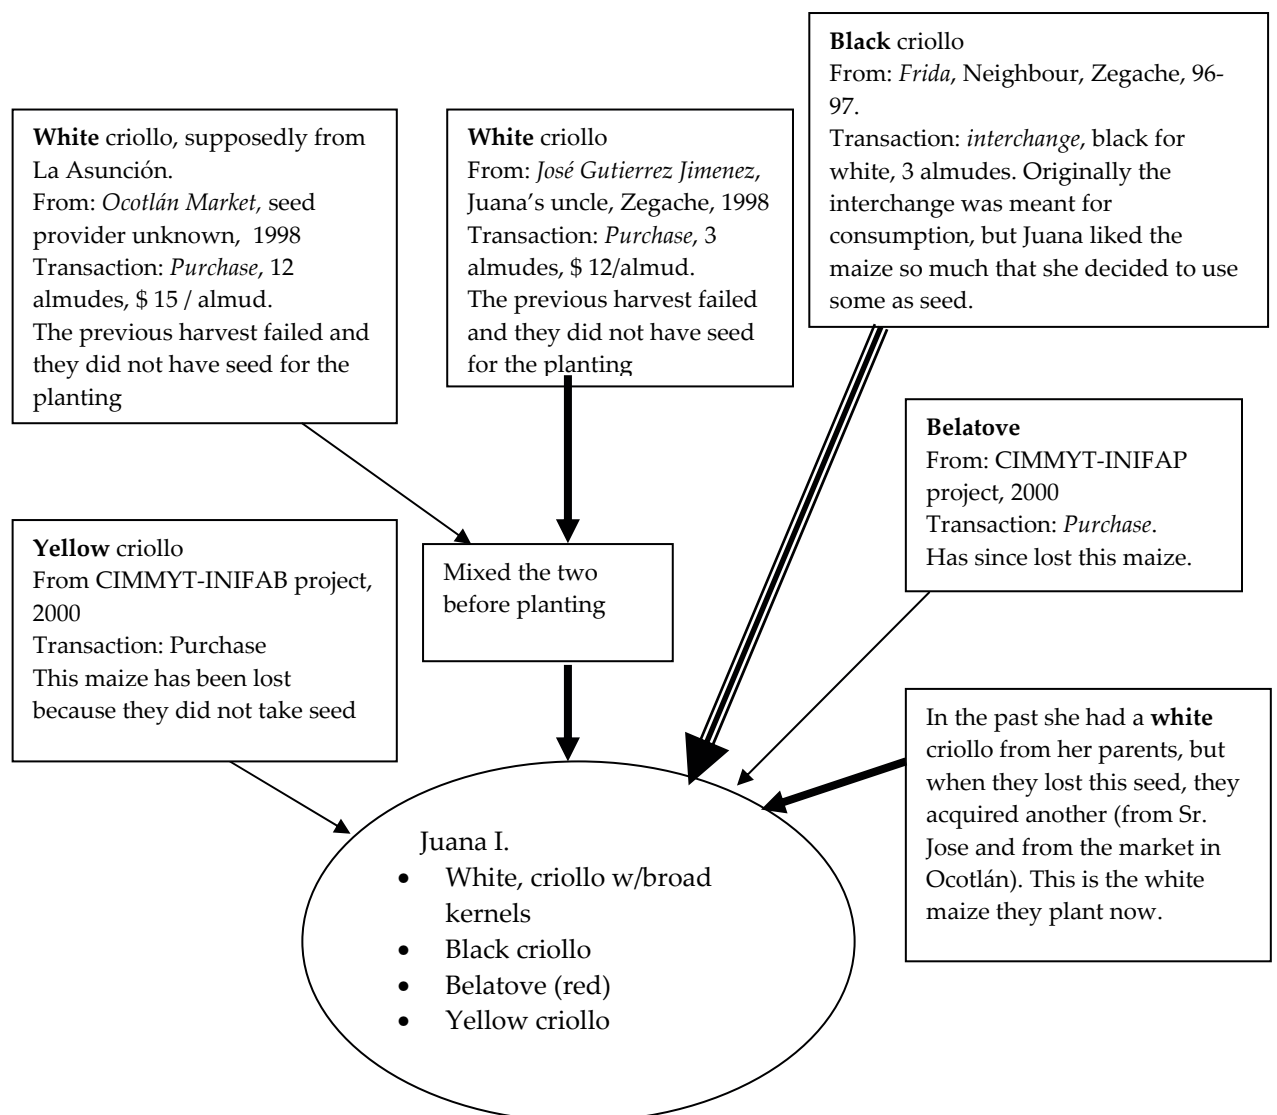 White criollo, supposedly from
La Asunción.
From: Ocotlán Market, seed
provider unknown,  1998
Transaction: Purchase, 12
almudes, $ 15 / almud.
The previous harvest failed and
they did not have seed for the
planting
White criollo
From: José Gutierrez Jimenez,
Juana's uncle, Zegache, 1998
Transaction: Purchase, 3
almudes, $ 12/almud.
The previous harvest failed
and they did not have seed
for the planting
Black criollo
From: Frida, Neighbour, Zegache, 96-
97.
Transaction: interchange, black for
white, 3 almudes. Originally the
interchange was meant for
consumption, but Juana liked the
maize so much that she decided to use
some as seed.
Belatove
From: CIMMYT-INIFAP
project, 2000
Transaction: Purchase.
Has since lost this maize.
Yellow criollo
From CIMMYT-INIFAB project,
2000
Transaction: Purchase
This maize has been lost
because they did not take seed
Mixed the two
before planting
In the past she had a white
criollo from her parents, but
when they lost this seed, they
acquired another (from Sr.
Jose and from the market in
Ocotlán). This is the white
maize they plant now.
Juana I.
• White, criollo w/broad
kernels
• Black criollo
• Belatove (red)
• Yellow criollo